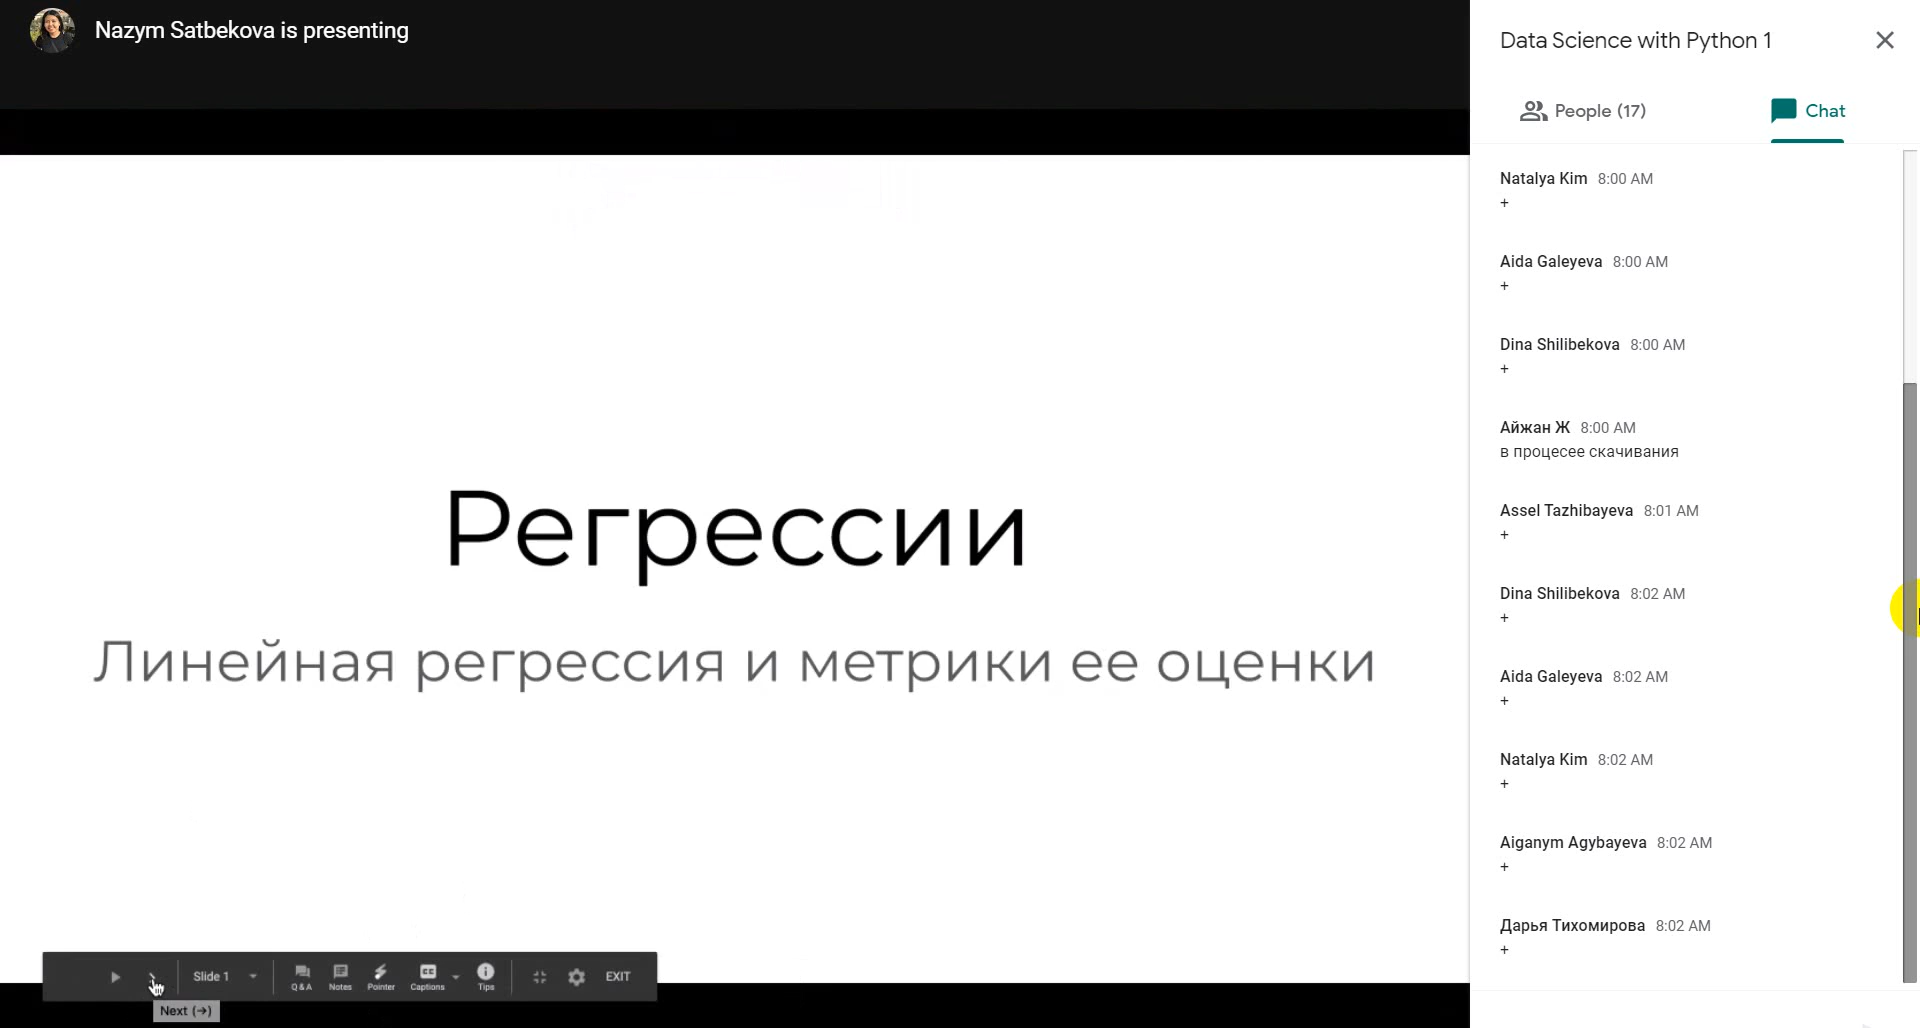 Nazym Satbekova is presenting
Регрессии
Линейная регрессия и метрики ее оценки
Slide 1
Q & A
Notes
Pointer
CC
Captions
Tips
EXIT
Next (→)
Data Science with Python 1
People (17)
Chat
Natalya Kim 8:00 AM
+
Aida Galeyeva 8:00 AM
+
Dina Shilibekova 8:00 AM
+
Айжан Ж 8:00 AM
в процесее скачивания
Assel Tazhibayeva 8:01 AM
+
Dina Shilibekova 8:02 AM
+
Aida Galeyeva 8:02 AM
+
Natalya Kim 8:02 AM
+
Aiganym Agybayeva 8:02 AM
+
Дарья Тихомирова 8:02 AM
+